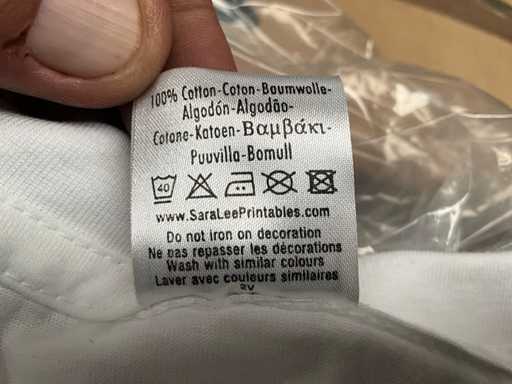 100% Cotton-Coton-Baumwolle-
Algodón-Algodão-
Cotone-Katoen-Βαμβάκι-
Puuvilla-Bomull
40
www.SaraLeePrintables.com
Do not iron on decoration
Ne pas repasser les décorations
Wash with similar colours
Laver avec couleurs similaires
2V